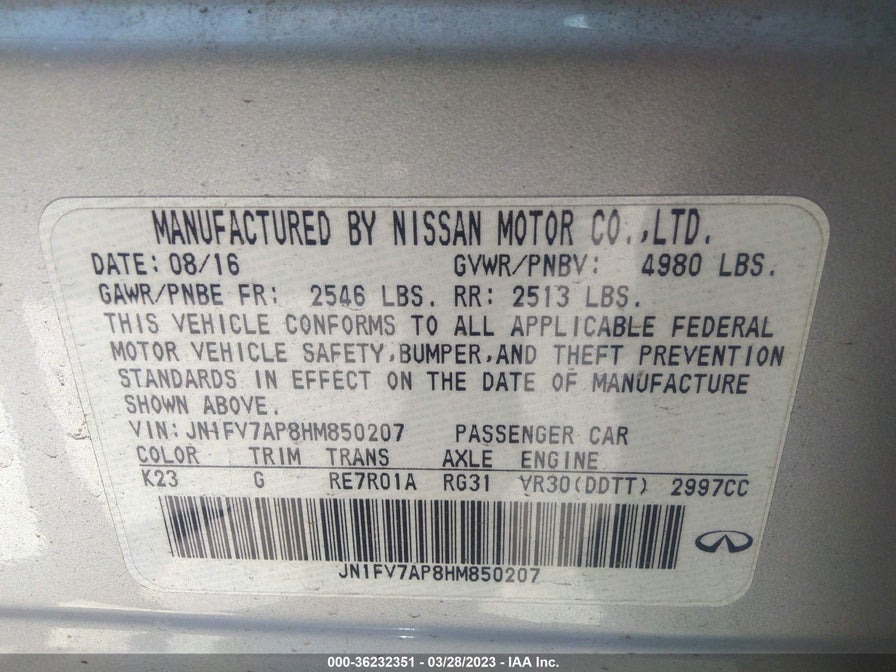 MANUFACTURED BY NISSAN MOTOR CO.,LTD.
DATE: 08/16 GVWR/PNBV: 4980 LBS.
GAWR/PNBE FR: 2546 LBS. RR: 2513 LBS.
THIS VEHICLE CONFORMS TO ALL APPLICABLE FEDERAL
MOTOR VEHICLE SAFETY,BUMPER,AND THEFT PREVENTION
STANDARDS IN EFFECT ON THE DATE OF MANUFACTURE
SHOWN ABOVE.
VIN: JN1FV7AP8HM850207 PASSENGER CAR
COLOR TRIM TRANS AXLE ENGINE
K23 G RE7R01A RG31 VR30(DDTT) 2997CC
JN1FV7AP8HM850207
000-36232351 - 03/28/2023 - IAA Inc.